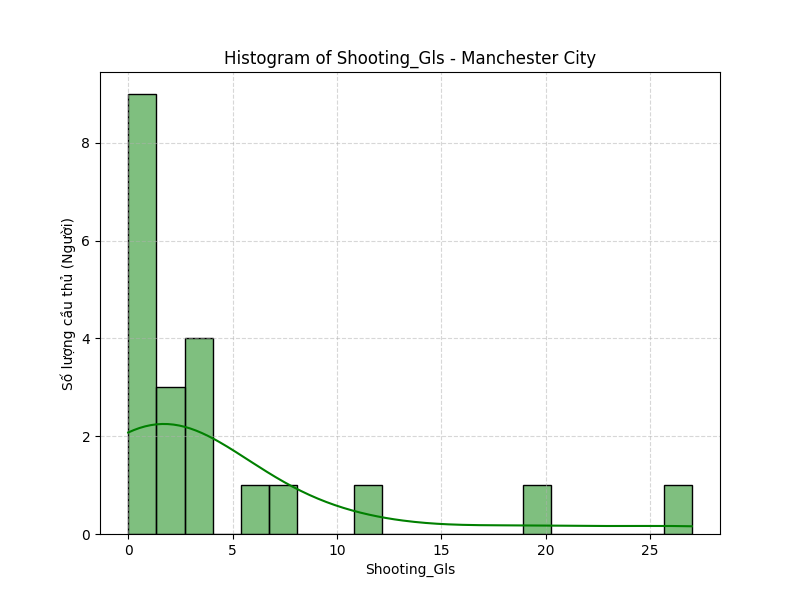 Histogram of Shooting_Gls - Manchester City
Số lượng cầu thủ (Người)
8
6
4
2
0
0 5 10 15 20 25
Shooting_Gls